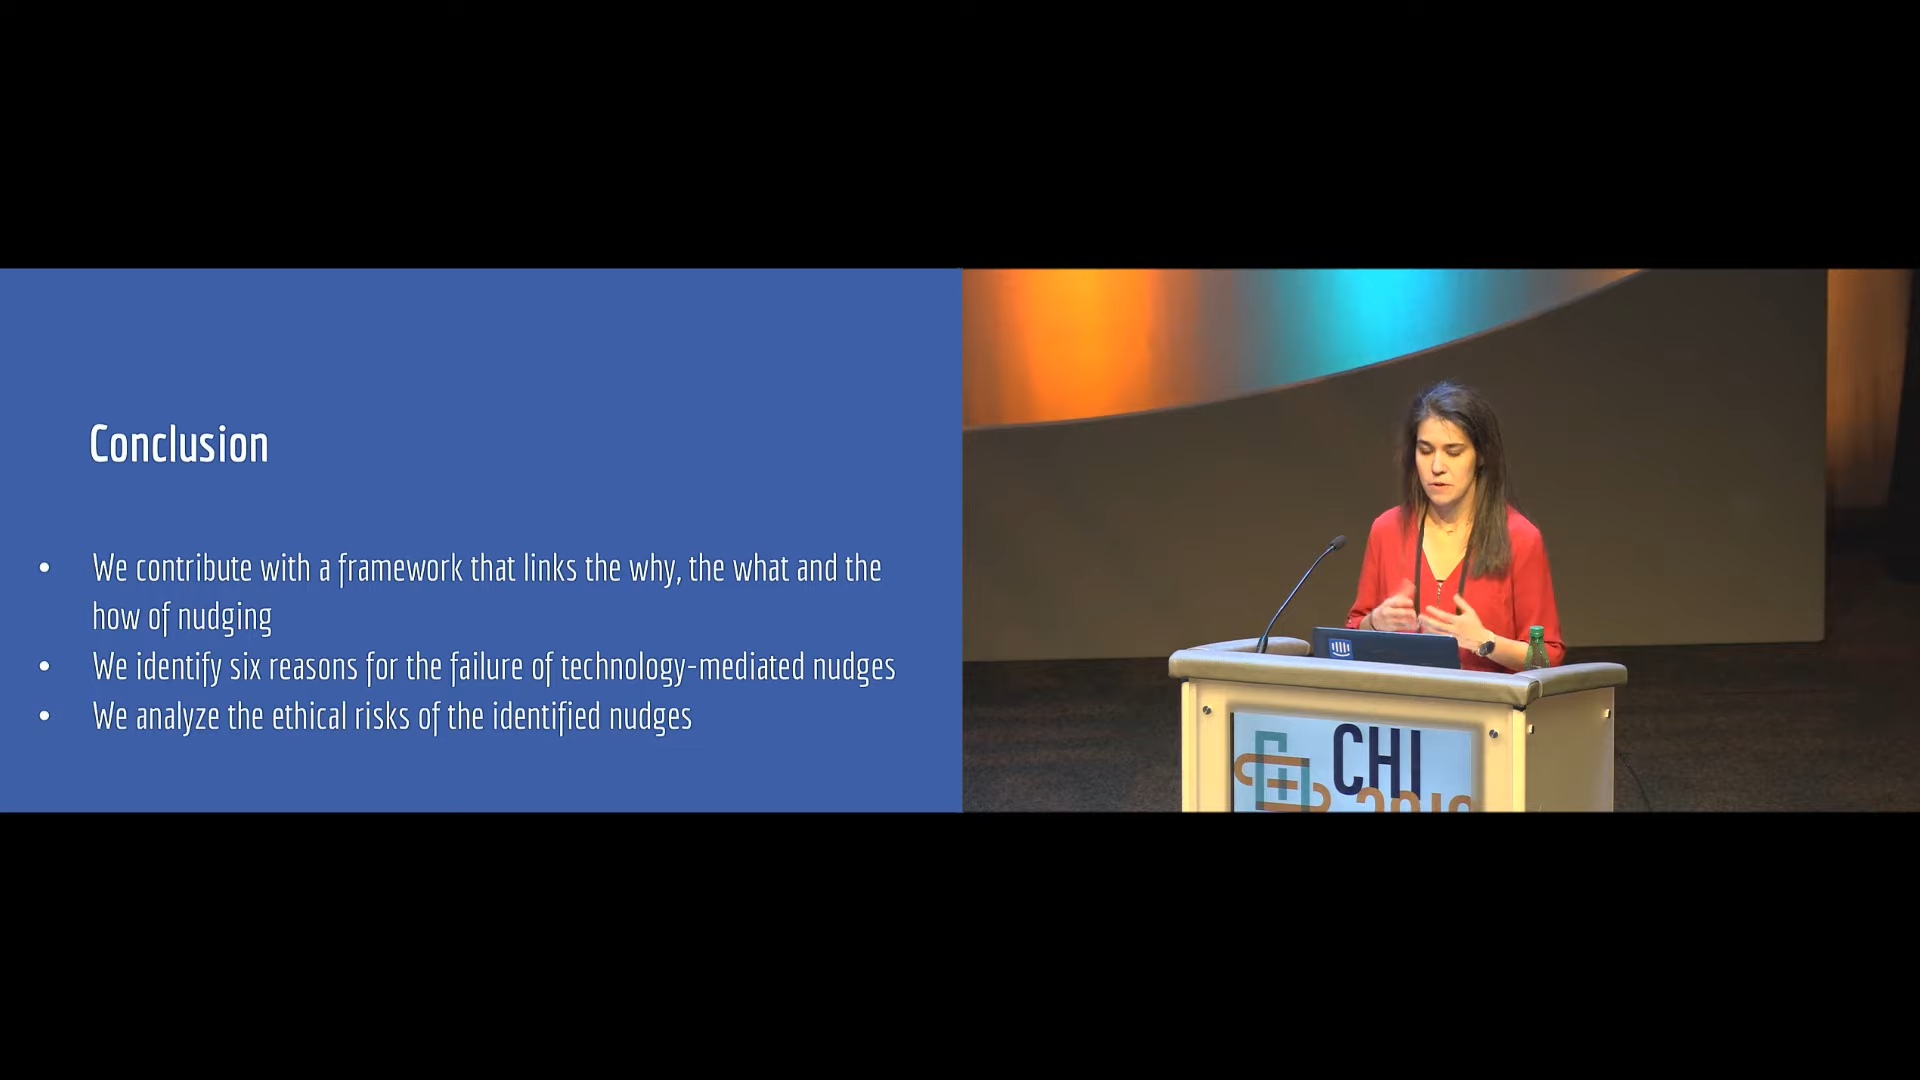 Conclusion
• We contribute with a framework that links the why, the what and the
how of nudging
• We identify six reasons for the failure of technology-mediated nudges
• We analyze the ethical risks of the identified nudges
CHI